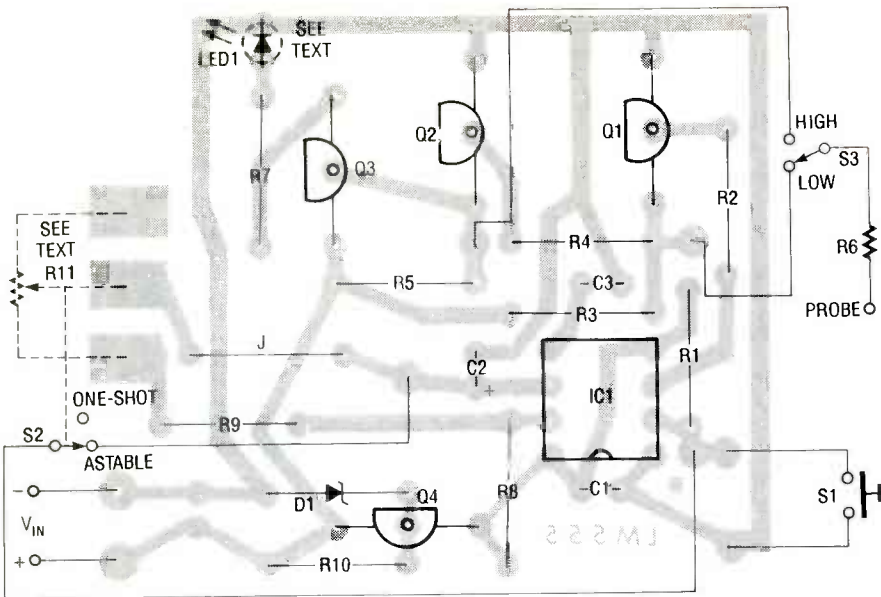 SEE
TEXT
LED1
Q2
Q1
HIGH
S3
LOW
Q3
R7
R2
SEE
TEXT
R11
R4
R6
R5
C3
R3
PROBE
J
C2
R1
+
IC1
ONE-SHOT
R9
S2
ASTABLE
R8
D1
Q4
C1
S1
-
VIN
LM555
+
R10